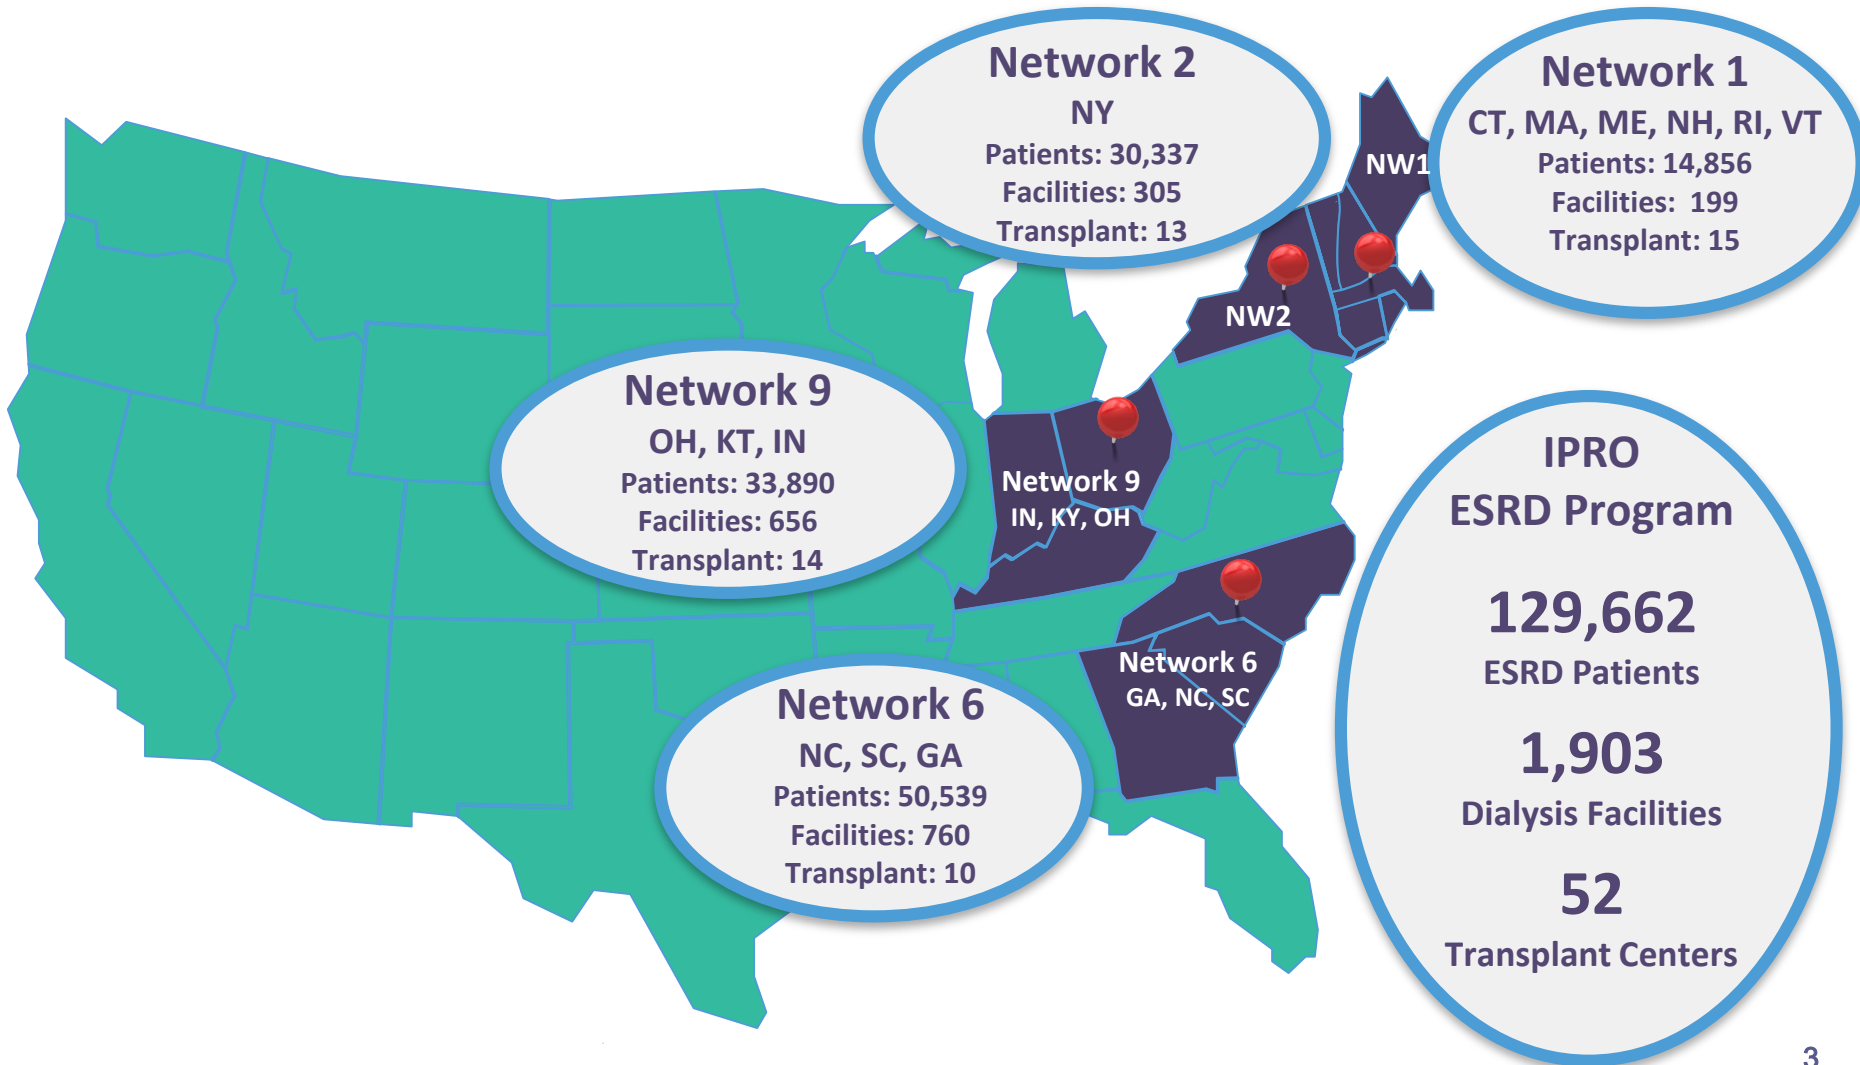 Network 2
NY
Patients: 30,337
Facilities: 305
Transplant: 13
Network 1
CT, MA, ME, NH, RI, VT
Patients: 14,856
Facilities: 199
Transplant: 15
NW1
NW2
Network 9
OH, KT, IN
Patients: 33,890
Facilities: 656
Transplant: 14
Network 9
IN, KY, OH
Network 6
GA, NC, SC
Network 6
NC, SC, GA
Patients: 50,539
Facilities: 760
Transplant: 10
IPRO
ESRD Program
129,662
ESRD Patients
1,903
Dialysis Facilities
52
Transplant Centers
3